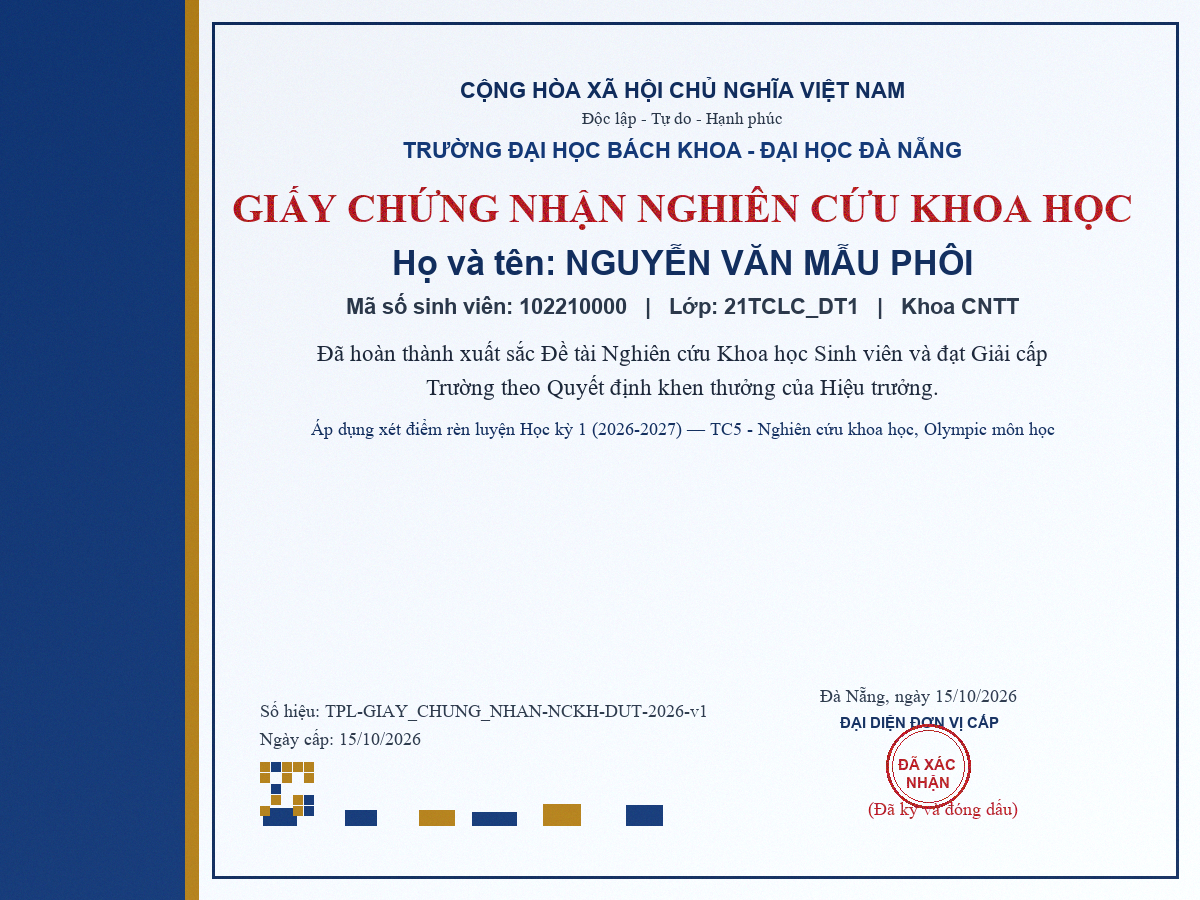 CỘNG HÒA XÃ HỘI CHỦ NGHĨA VIỆT NAM
Độc lập - Tự do - Hạnh phúc
TRƯỜNG ĐẠI HỌC BÁCH KHOA - ĐẠI HỌC ĐÀ NẴNG
GIẤY CHỨNG NHẬN NGHIÊN CỨU KHOA HỌC
Họ và tên: NGUYỄN VĂN MẪU PHÔI
Mã số sinh viên: 102210000 | Lớp: 21TCLC_DT1 | Khoa CNTT
Đã hoàn thành xuất sắc Đề tài Nghiên cứu Khoa học Sinh viên và đạt Giải cấp
Trường theo Quyết định khen thưởng của Hiệu trưởng.
Áp dụng xét điểm rèn luyện Học kỳ 1 (2026-2027) — TC5 - Nghiên cứu khoa học, Olympic môn học
Số hiệu: TPL-GIAY_CHUNG_NHAN-NCKH-DUT-2026-v1
Ngày cấp: 15/10/2026
Đà Nẵng, ngày 15/10/2026
ĐẠI DIỆN ĐƠN VỊ CẤP
ĐÃ XÁC
NHẬN
(Đã ký và đóng dấu)